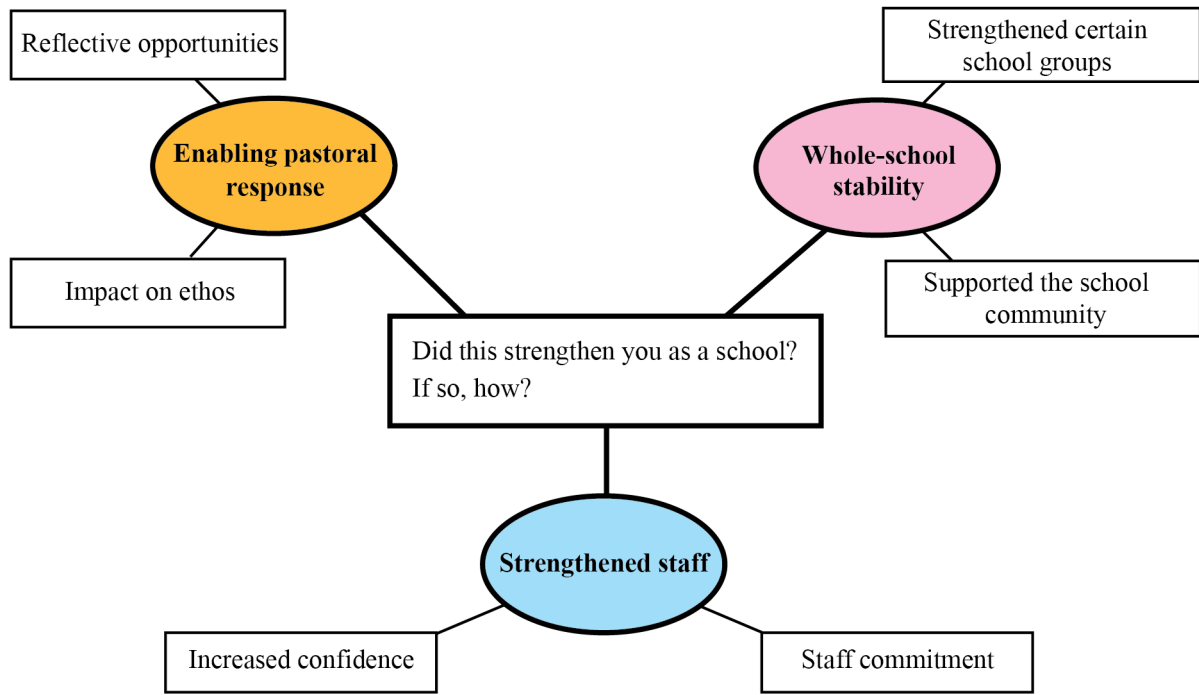 Reflective opportunities
Enabling pastoral
response
Impact on ethos
Strengthened certain
school groups
Whole-school
stability
Supported the school
community
Did this strengthen you as a school?
If so, how?
Strengthened staff
Increased confidence
Staff commitment